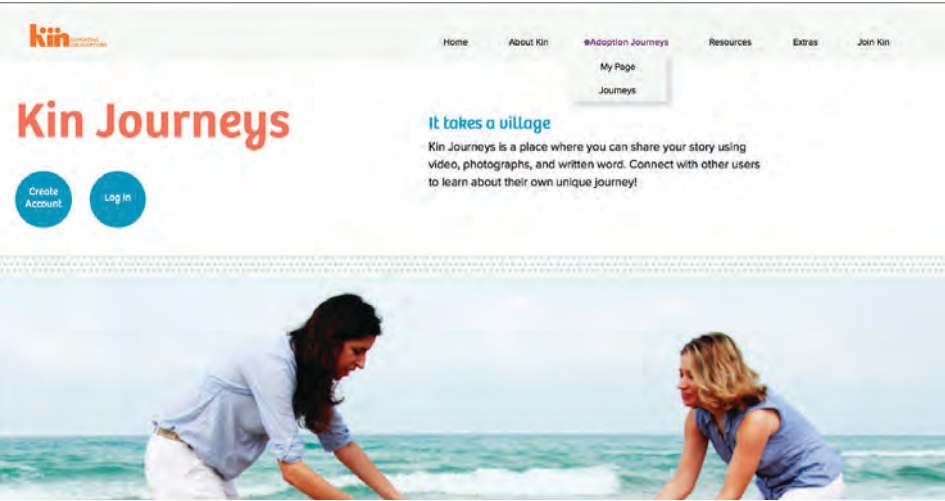 kin
Home About Kin Adoption Journeys Resources Extras Join Kin
My Page
Journeys
Kin Journeys
Create
Account
Log In
It takes a village
Kin Journeys is a place where you can share your story using
video, photographs, and written word. Connect with other users
to learn about their own unique journey!